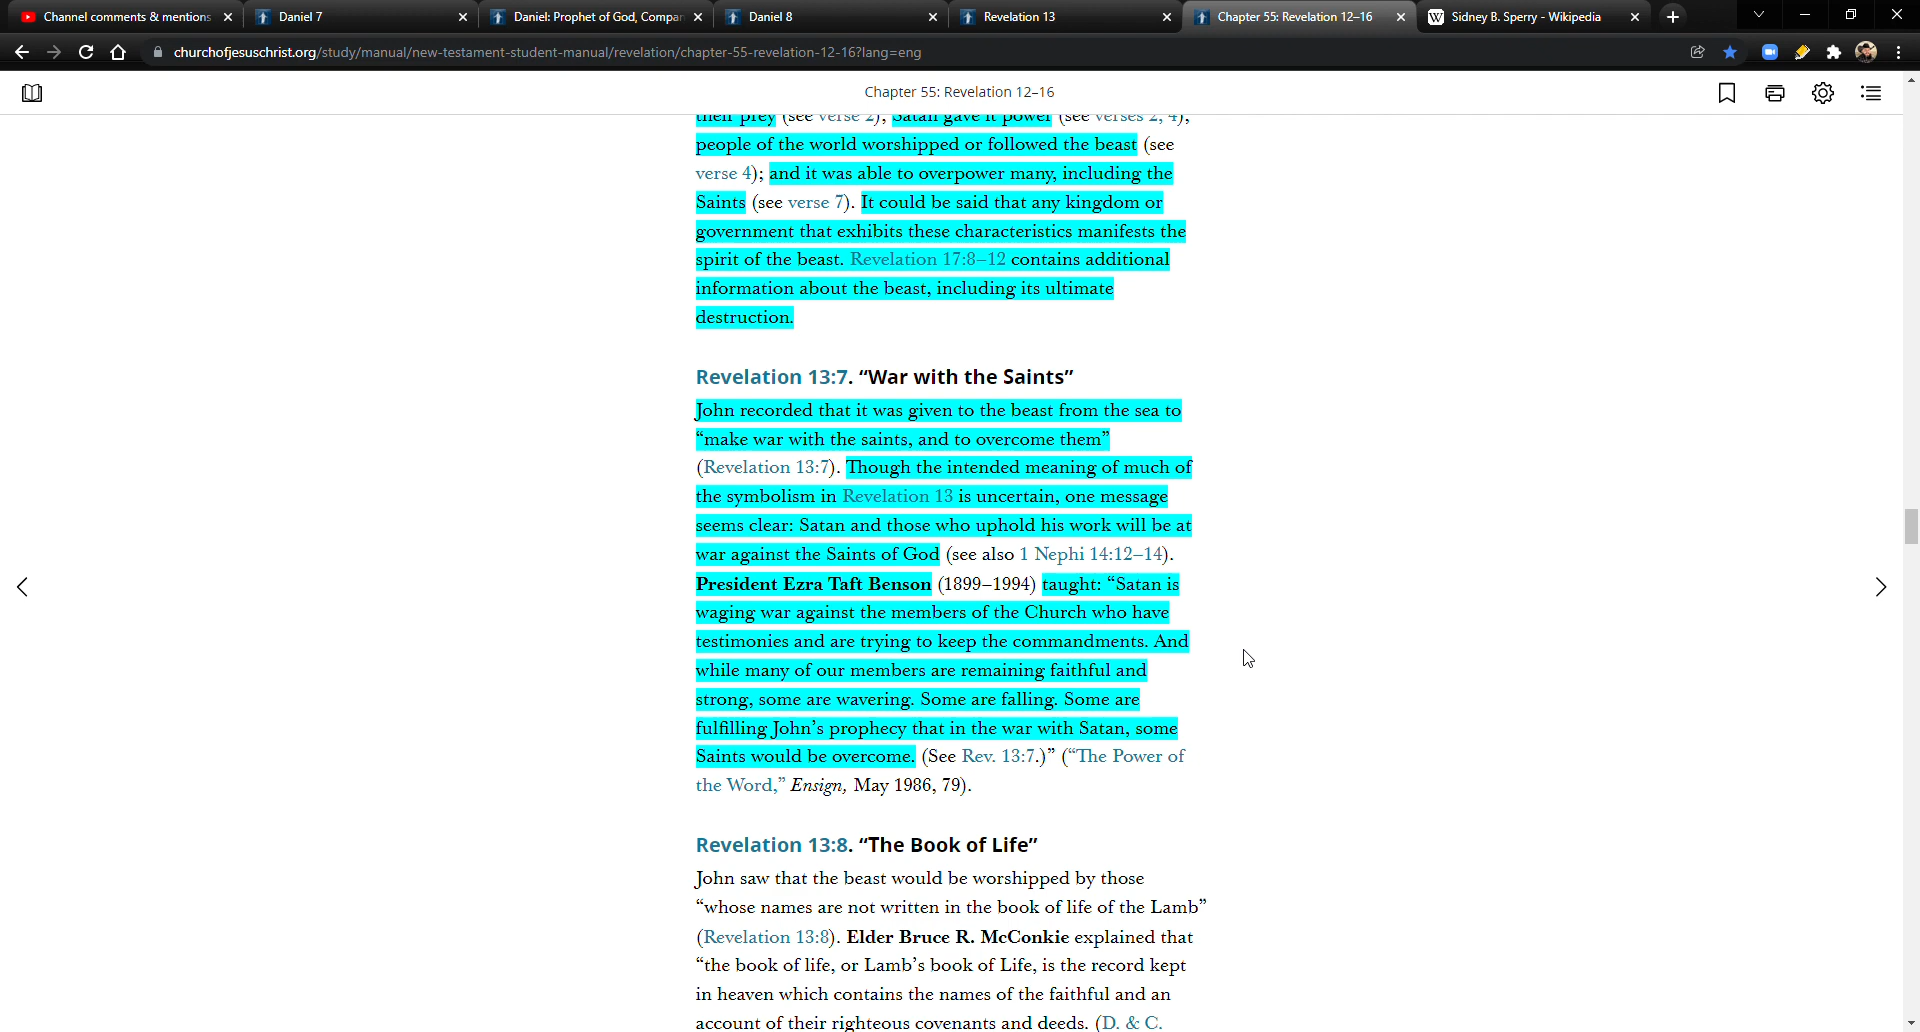 Channel comments & mentions
Daniel 7
Daniel: Prophet of God, Compan
Daniel 8
Revelation 13
Chapter 55: Revelation 12–16
Sidney B. Sperry - Wikipedia
churchofjesuschrist.org/study/manual/new-testament-student-manual/revelation/chapter-55-revelation-12-16?lang=eng
Chapter 55: Revelation 12–16
their prey (see verse 2); Satan gave it power (see verses 2, 4);
people of the world worshipped or followed the beast (see
verse 4); and it was able to overpower many, including the
Saints (see verse 7). It could be said that any kingdom or
government that exhibits these characteristics manifests the
spirit of the beast. Revelation 17:8–12 contains additional
information about the beast, including its ultimate
destruction.
Revelation 13:7. “War with the Saints”
John recorded that it was given to the beast from the sea to
“make war with the saints, and to overcome them”
(Revelation 13:7). Though the intended meaning of much of
the symbolism in Revelation 13 is uncertain, one message
seems clear: Satan and those who uphold his work will be at
war against the Saints of God (see also 1 Nephi 14:12–14).
President Ezra Taft Benson (1899–1994) taught: “Satan is
waging war against the members of the Church who have
testimonies and are trying to keep the commandments. And
while many of our members are remaining faithful and
strong, some are wavering. Some are falling. Some are
fulfilling John’s prophecy that in the war with Satan, some
Saints would be overcome. (See Rev. 13:7.)” (“The Power of
the Word,” Ensign, May 1986, 79).
Revelation 13:8. “The Book of Life”
John saw that the beast would be worshipped by those
“whose names are not written in the book of life of the Lamb”
(Revelation 13:8). Elder Bruce R. McConkie explained that
“the book of life, or Lamb’s book of Life, is the record kept
in heaven which contains the names of the faithful and an
account of their righteous covenants and deeds. (D. & C.